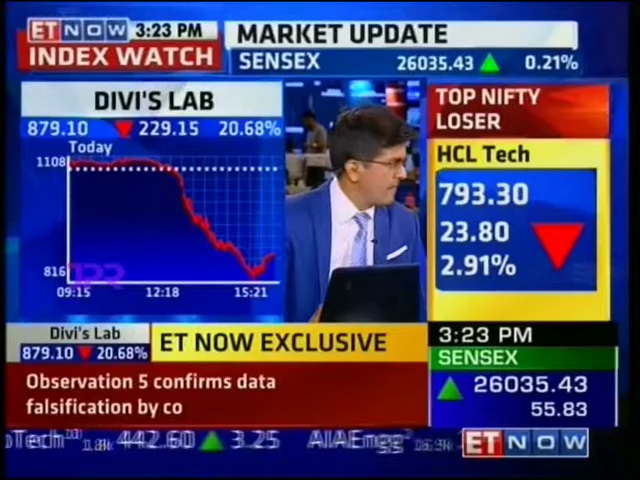 ET NOW 3:23 PM
INDEX WATCH
MARKET UPDATE
SENSEX 26035.43 0.21%
DIVI'S LAB
879.10 229.15 20.68%
Today
1108
816
09:15 12:18 15:21
TOP NIFTY
LOSER
HCL Tech
793.30
23.80
2.91%
Divi's Lab
879.10 20.68%
ET NOW EXCLUSIVE
Observation 5 confirms data
falsification by co
3:23 PM
SENSEX
26035.43
55.83
442.60 3.25
ET NOW